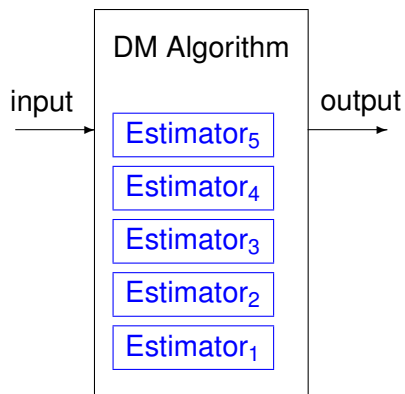 DM Algorithm
input
output
Estimator₅
Estimator₄
Estimator₃
Estimator₂
Estimator₁